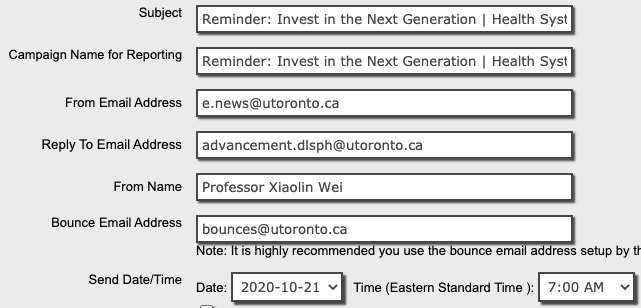 Subject Reminder: Invest in the Next Generation | Health Syst
Campaign Name for Reporting Reminder: Invest in the Next Generation | Health Syst
From Email Address e.news@utoronto.ca
Reply To Email Address advancement.dlsph@utoronto.ca
From Name Professor Xiaolin Wei
Bounce Email Address bounces@utoronto.ca
Note: It is highly recommended you use the bounce email address setup by th
Send Date/Time Date: 2020-10-21 Time (Eastern Standard Time ): 7:00 AM